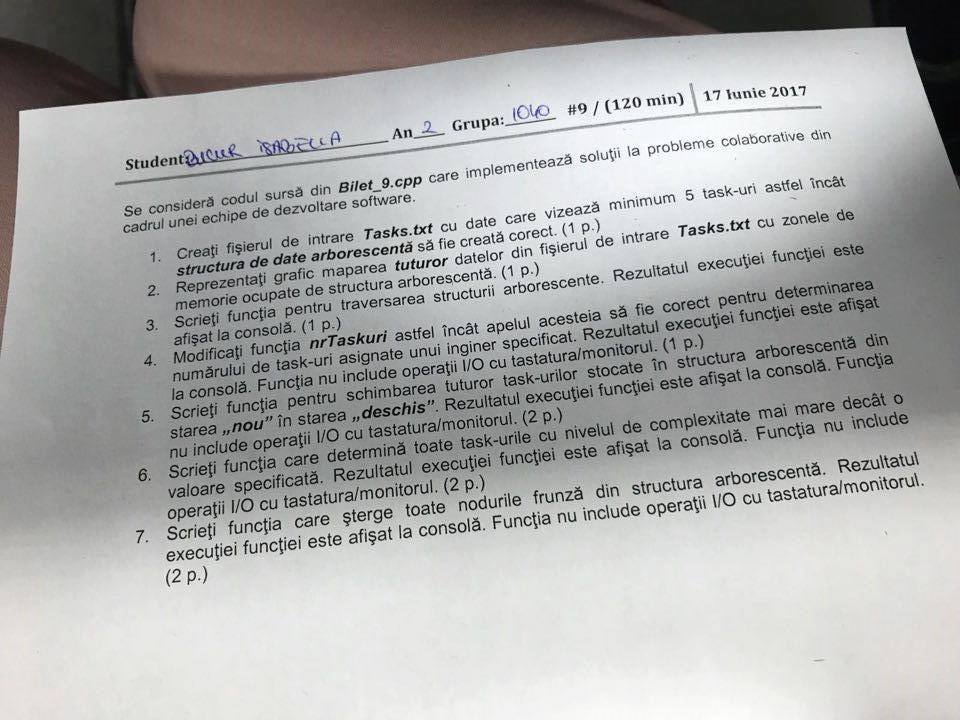 Student: BUCUR ISABELLA An 2 Grupa: 1040 #9 / (120 min) 17 Iunie 2017
Se consideră codul sursă din Bilet_9.cpp care implementează soluţii la probleme colaborative din
cadrul unei echipe de dezvoltare software.
1. Creaţi fişierul de intrare Tasks.txt cu date care vizează minimum 5 task-uri astfel încât
structura de date arborescentă să fie creată corect. (1 p.)
2. Reprezentaţi grafic maparea tuturor datelor din fişierul de intrare Tasks.txt cu zonele de
memorie ocupate de structura arborescentă. (1 p.)
3. Scrieţi funcţia pentru traversarea structurii arborescente. Rezultatul execuţiei funcţiei este
afişat la consolă. (1 p.)
4. Modificaţi funcţia nrTaskuri astfel încât apelul acesteia să fie corect pentru determinarea
numărului de task-uri asignate unui inginer specificat. Rezultatul execuţiei funcţiei este afişat
la consolă. Funcţia nu include operaţii I/O cu tastatura/monitorul. (1 p.)
5. Scrieţi funcţia pentru schimbarea tuturor task-urilor stocate în structura arborescentă din
starea „nou” în starea „deschis”. Rezultatul execuţiei funcţiei este afişat la consolă. Funcţia
nu include operaţii I/O cu tastatura/monitorul. (2 p.)
6. Scrieţi funcţia care determină toate task-urile cu nivelul de complexitate mai mare decât o
valoare specificată. Rezultatul execuţiei funcţiei este afişat la consolă. Funcţia nu include
operaţii I/O cu tastatura/monitorul. (2 p.)
7. Scrieţi funcţia care şterge toate nodurile frunză din structura arborescentă. Rezultatul
execuţiei funcţiei este afişat la consolă. Funcţia nu include operaţii I/O cu tastatura/monitorul.
(2 p.)